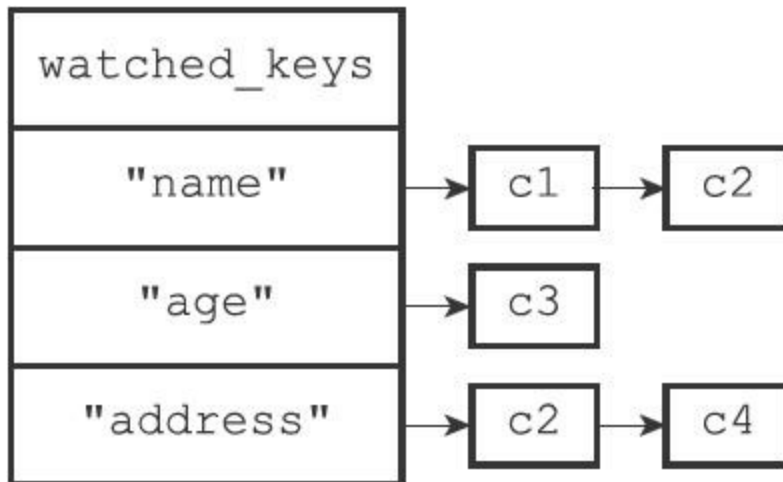 watched_keys
"name" c1 c2
"age" c3
"address" c2 c4